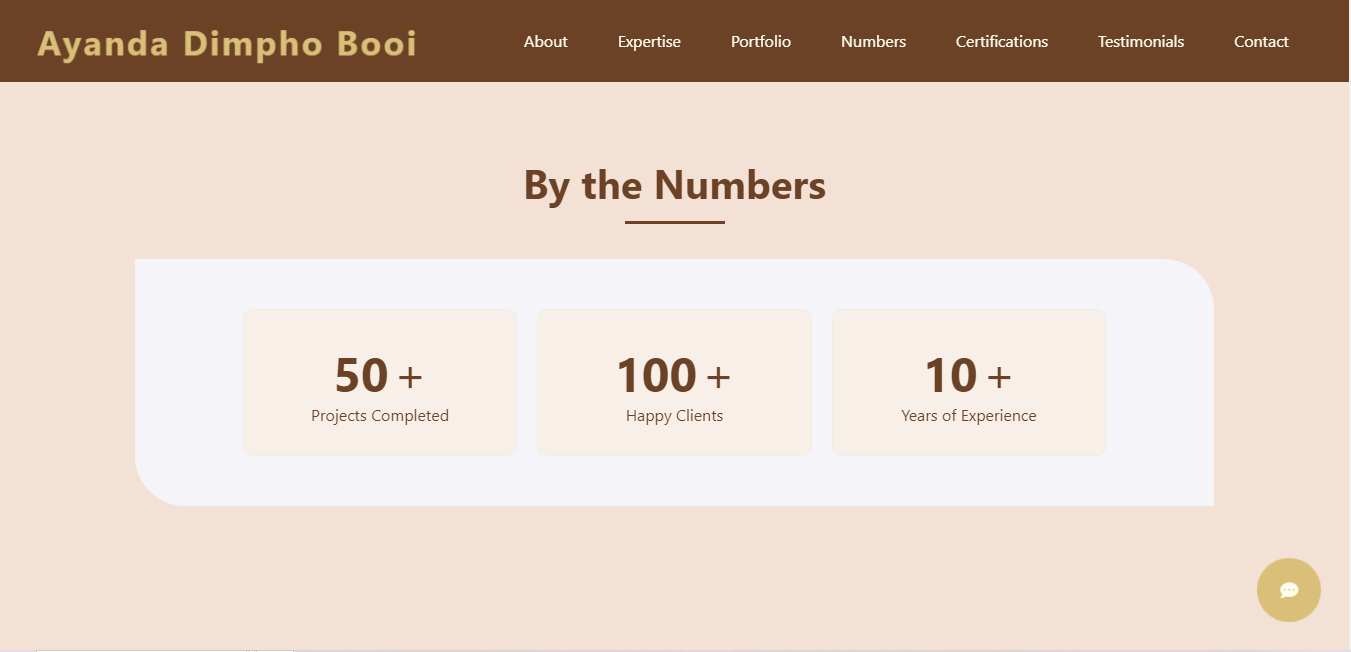 Ayanda Dimpho Booi
About Expertise Portfolio Numbers Certifications Testimonials Contact
By the Numbers
50 + 100 + 10 +
Projects Completed Happy Clients Years of Experience